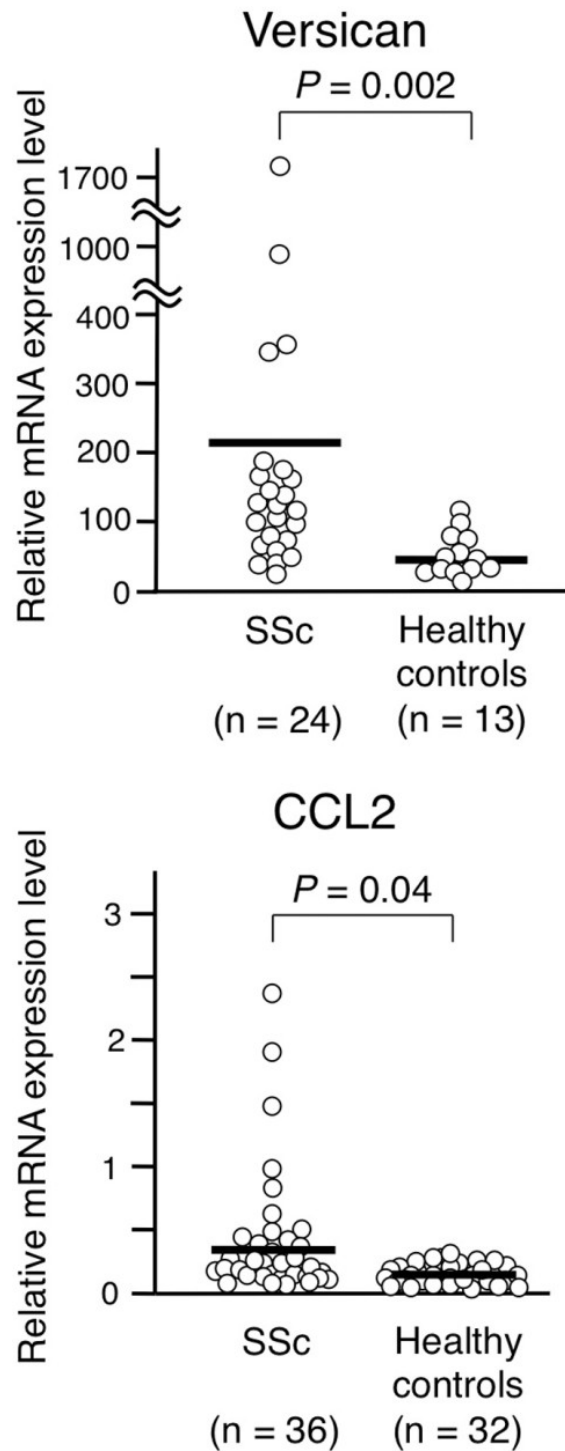 Versican
P = 0.002
Relative mRNA expression level
1700
1000
400
300
200
100
0
SSc
Healthy
controls
(n = 24)
(n = 13)
CCL2
P = 0.04
Relative mRNA expression level
3
2
1
0
SSc
Healthy
controls
(n = 36)
(n = 32)